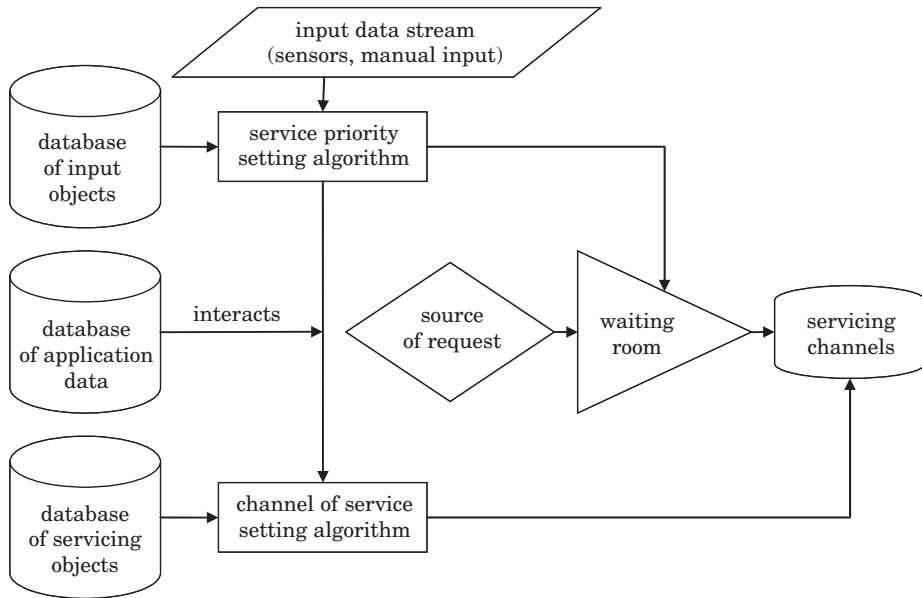 input data stream
(sensors, manual input)
database
of input
objects
service priority
setting algorithm
database
of application
data
interacts
source
of request
waiting
room
servicing
channels
database
of servicing
objects
channel of service
setting algorithm